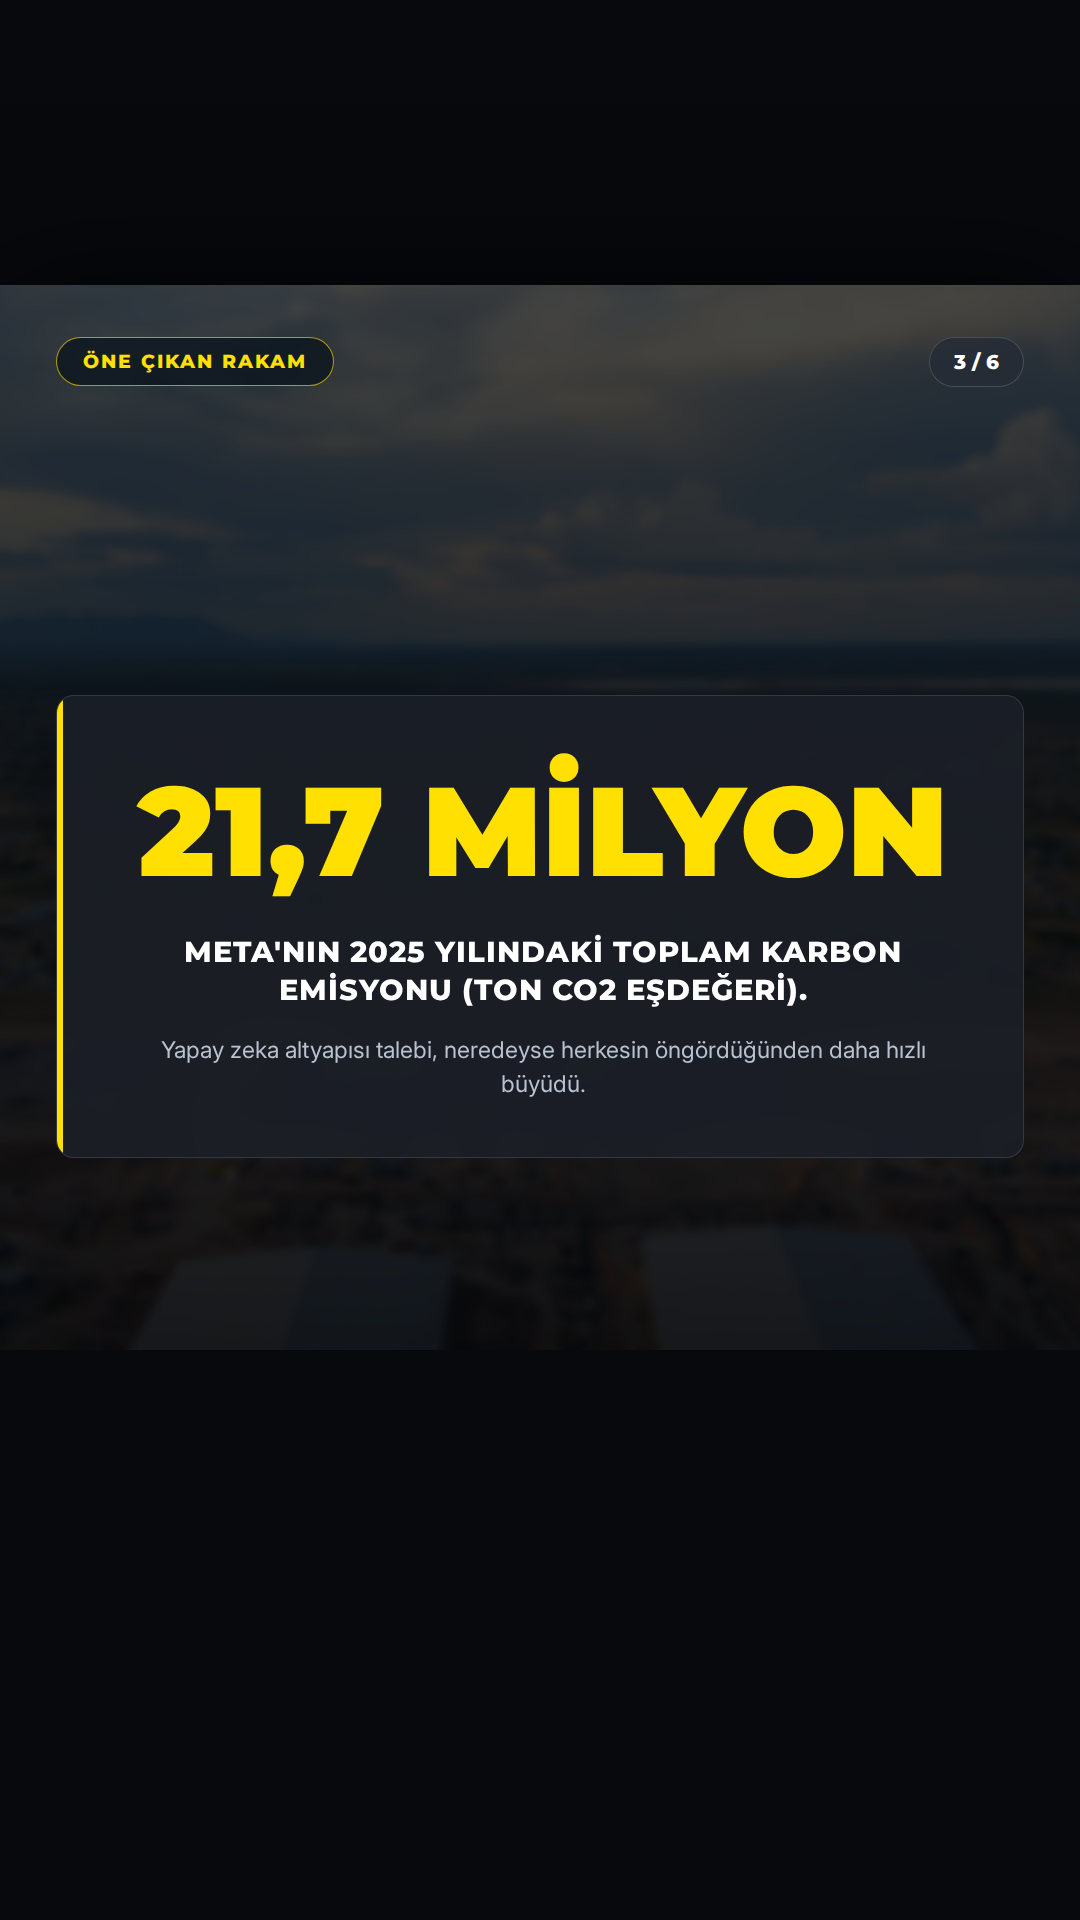 ÖNE ÇIKAN RAKAM
3 / 6
21,7 MİLYON
META'NIN 2025 YILINDAKİ TOPLAM KARBON
EMİSYONU (TON CO2 EŞDEĞERİ).
Yapay zeka altyapısı talebi, neredeyse herkesin öngördüğünden daha hızlı
büyüdü.